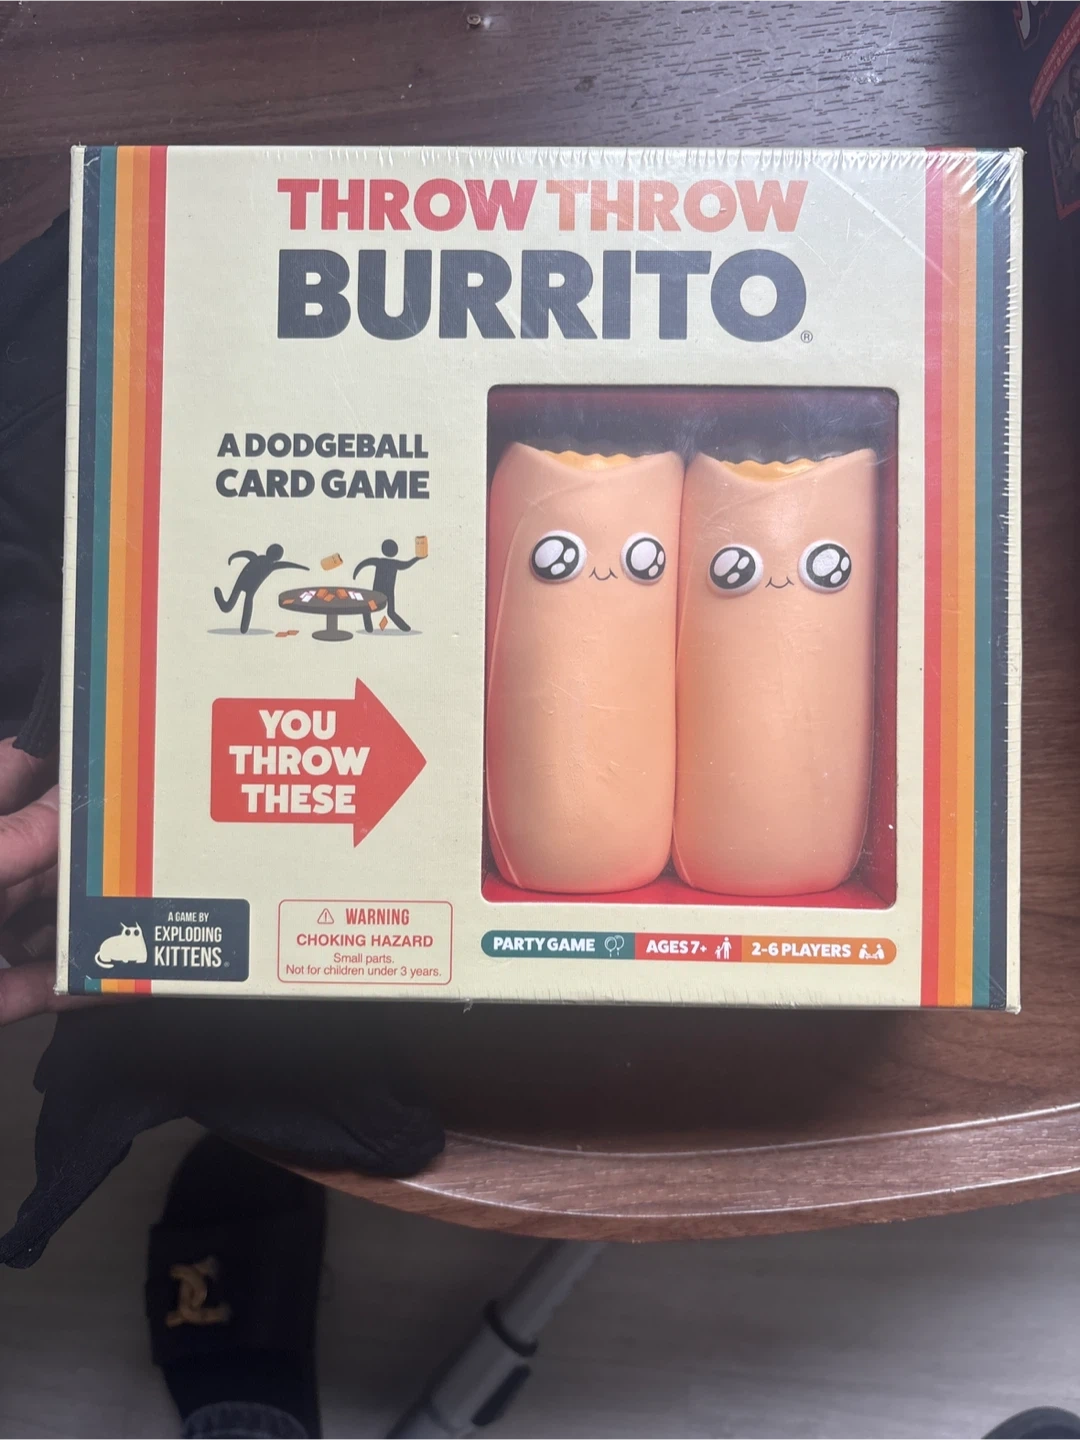 THROW THROW
BURRITO®
A DODGEBALL
CARD GAME
YOU
THROW
THESE
A GAME BY
EXPLODING
KITTENS®
⚠ WARNING
CHOKING HAZARD
Small parts.
Not for children under 3 years.
PARTY GAME AGES 7+ 2-6 PLAYERS